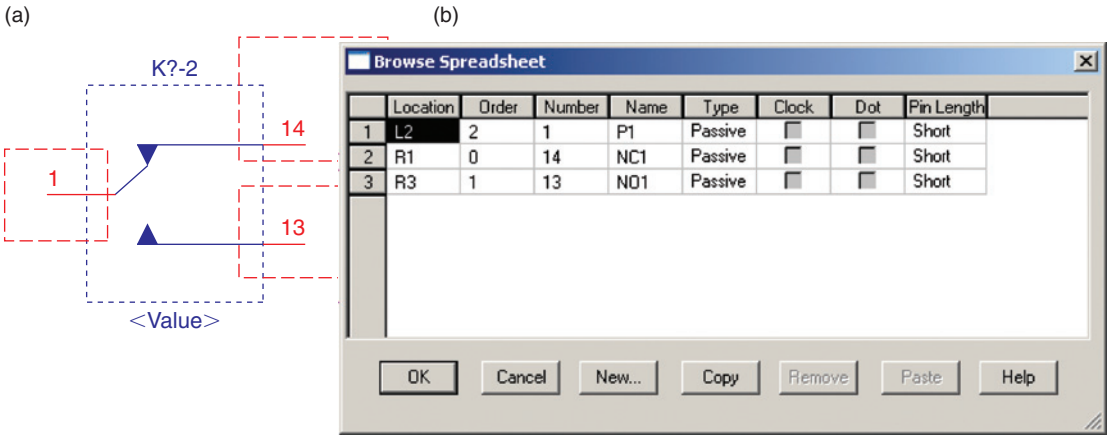 (a)
(b)
K?-2
14
1
13
<Value>
Browse Spreadsheet
Location Order Number Name Type Clock Dot Pin Length
1 L2 2 1 P1 Passive Short
2 R1 0 14 NC1 Passive Short
3 R3 1 13 NO1 Passive Short
OK Cancel New... Copy Remove Paste Help